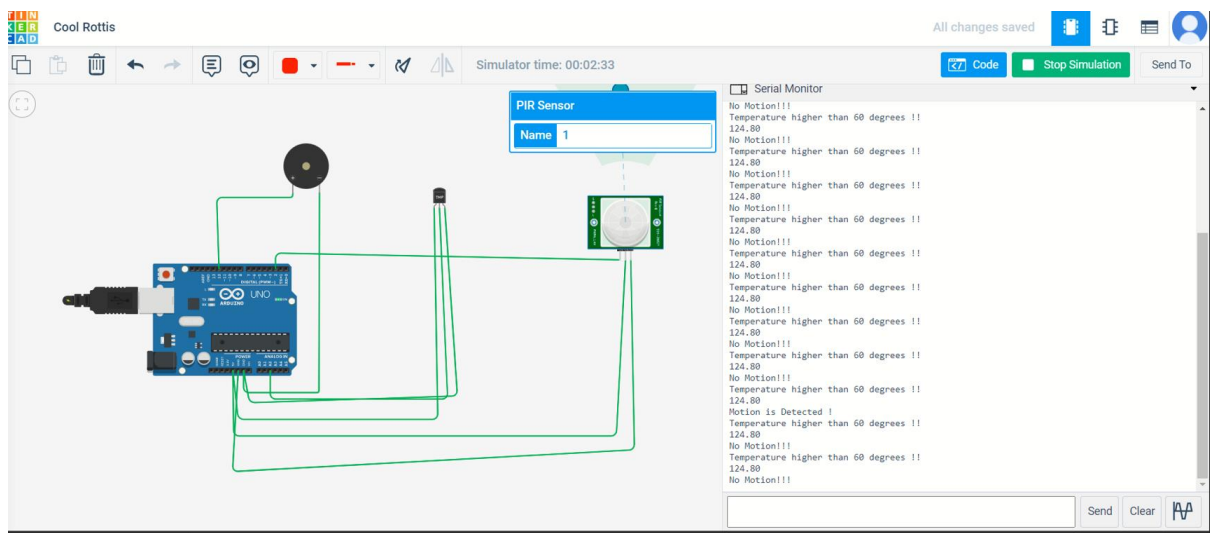 TIN
KER
CAD
Cool Rottis
All changes saved
Simulator time: 00:02:33
Code
Stop Simulation
Send To
PIR Sensor
Name 1
TMP
DIGITAL (PWM ~)
UNO
ARDUINO
POWER ANALOG IN
Serial Monitor
No Motion!!!
Temperature higher than 60 degrees !!
124.80
No Motion!!!
Temperature higher than 60 degrees !!
124.80
No Motion!!!
Temperature higher than 60 degrees !!
124.80
No Motion!!!
Temperature higher than 60 degrees !!
124.80
No Motion!!!
Temperature higher than 60 degrees !!
124.80
No Motion!!!
Temperature higher than 60 degrees !!
124.80
No Motion!!!
Temperature higher than 60 degrees !!
124.80
No Motion!!!
Temperature higher than 60 degrees !!
124.80
No Motion!!!
Temperature higher than 60 degrees !!
124.80
Motion is Detected !
Temperature higher than 60 degrees !!
124.80
No Motion!!!
Temperature higher than 60 degrees !!
124.80
No Motion!!!
Send
Clear